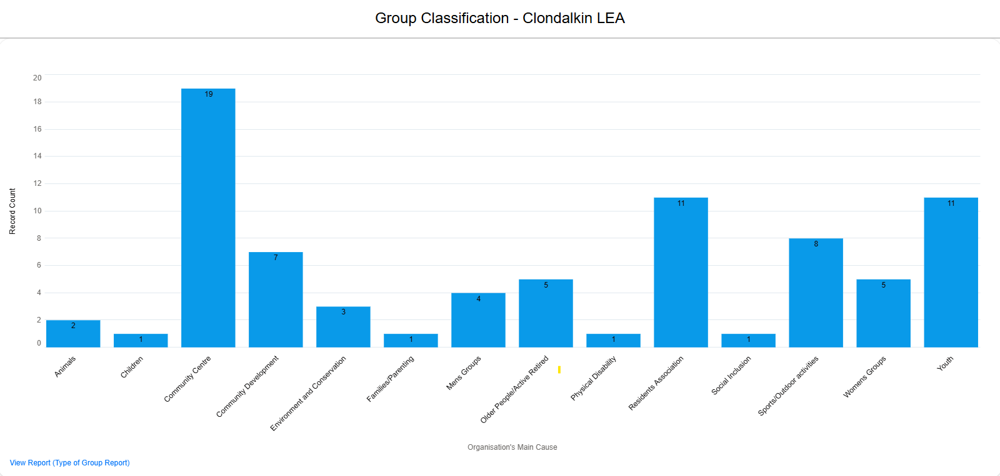 Group Classification - Clondalkin LEA
20
18
16
14
12
10
8
6
4
2
0
Record Count
2
1
19
7
3
1
4
5
1
11
1
8
5
11
Animals
Children
Community Centre
Community Development
Environment and Conservation
Families/Parenting
Mens Groups
Older People/Active Retired
Physical Disability
Residents Association
Social Inclusion
Sports/Outdoor activities
Womens Groups
Youth
Organisation's Main Cause
View Report (Type of Group Report)